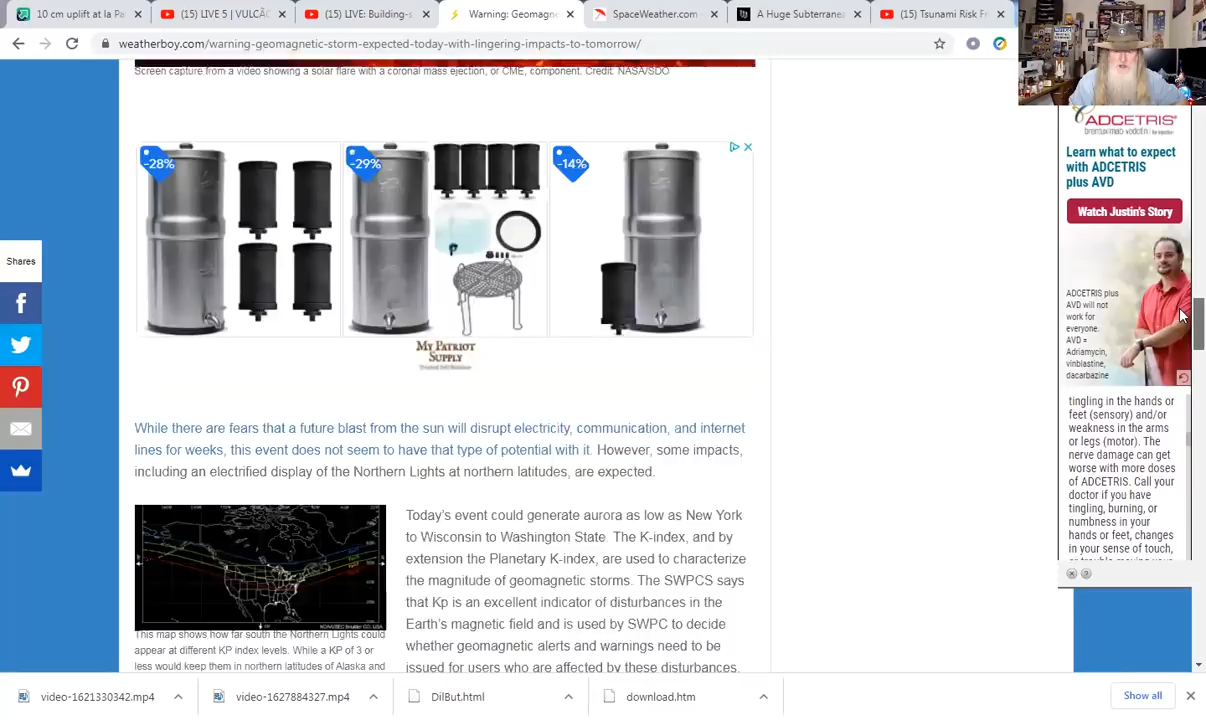 10 cm uplift at la Pa
(15) LIVE 5 | VULCÃO
(15) LIVE: Building-s
Warning: Geomagne
SpaceWeather.com
A Huge Subterrane
(15) Tsunami Risk Fr
weatherboy.com/warning-geomagnetic-storm-expected-today-with-lingering-impacts-to-tomorrow/
Screen capture from a video showing a solar flare with a coronal mass ejection, or CME, component. Credit: NASA/SDO
-28%
-29%
-14%
MY PATRIOT
SUPPLY
Shares
While there are fears that a future blast from the sun will disrupt electricity, communication, and internet
lines for weeks, this event does not seem to have that type of potential with it. However, some impacts,
including an electrified display of the Northern Lights at northern latitudes, are expected.
Today's event could generate aurora as low as New York
to Wisconsin to Washington State. The K-index, and by
extension the Planetary K-index, are used to characterize
the magnitude of geomagnetic storms. The SWPCS says
that Kp is an excellent indicator of disturbances in the
Earth's magnetic field and is used by SWPC to decide
whether geomagnetic alerts and warnings need to be
issued for users who are affected by these disturbances.
This map shows how far south the Northern Lights could
appear at different KP index levels. While a KP of 3 or
less would keep them in northern latitudes of Alaska and
ADCETRIS
brentuximab vedotin
Learn what to expect
with ADCETRIS
plus AVD
Watch Justin's Story
ADCETRIS plus
AVD will not
work for
everyone.
AVD =
Adriamycin,
vinblastine,
dacarbazine
tingling in the hands or
feet (sensory) and/or
weakness in the arms
or legs (motor). The
nerve damage can get
worse with more doses
of ADCETRIS. Call your
doctor if you have
tingling, burning, or
numbness in your
hands or feet, changes
in your sense of touch,
video-1621330342.mp4
video-1627884327.mp4
DilBut.html
download.htm
Show all